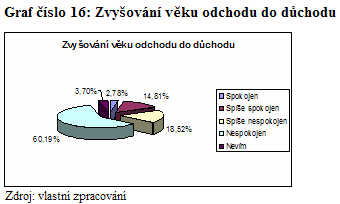 Graf číslo 16: Zvyšování věku odchodu do důchodu
Zvyšování věku odchodu do důchodu
3,70%
2,78%
14,81%
18,52%
60,19%
Spokojen
Spíše spokojen
Spíše nespokojen
Nespokojen
Nevím
Zdroj: vlastní zpracování